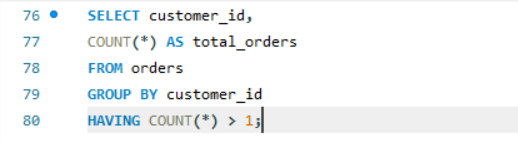 76 SELECT customer_id,
77 COUNT(*) AS total_orders
78 FROM orders
79 GROUP BY customer_id
80 HAVING COUNT(*) > 1;